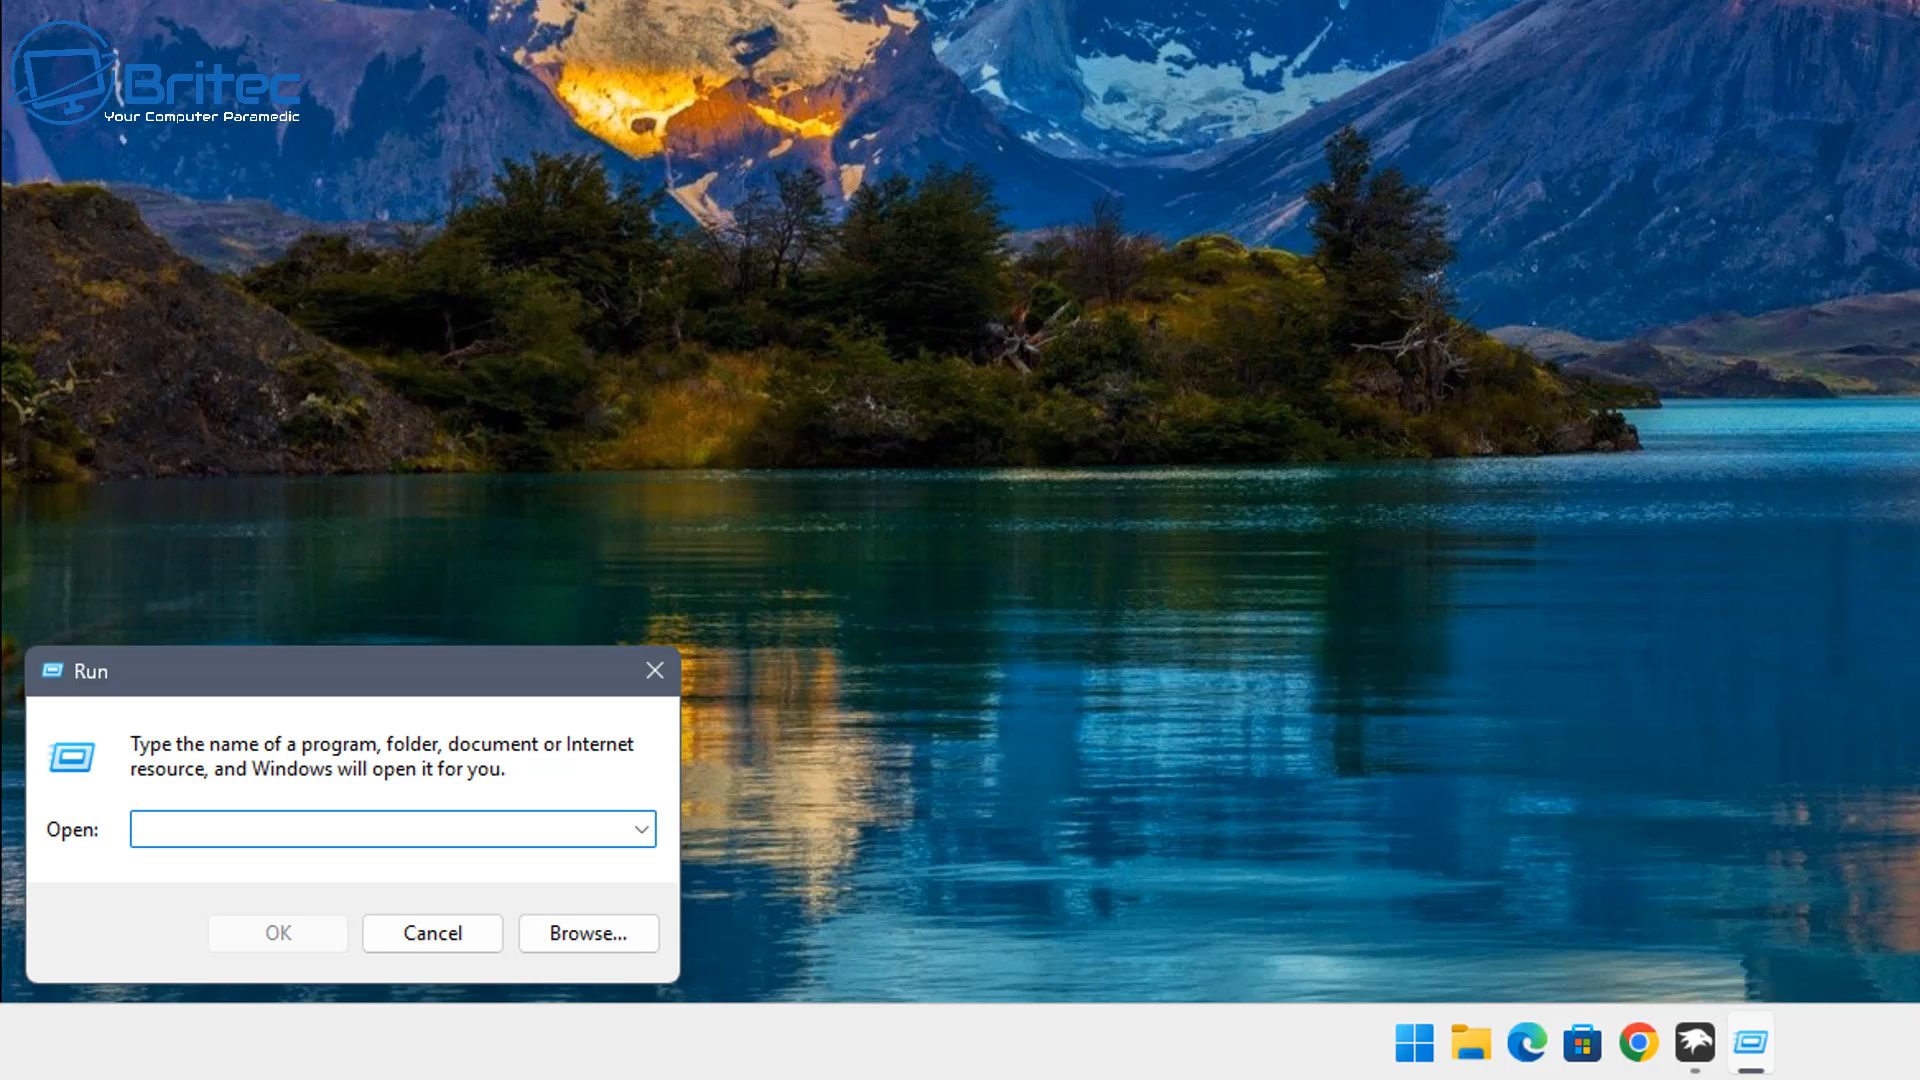 Britec
Your Computer Paramedic
Run
Type the name of a program, folder, document or Internet
resource, and Windows will open it for you.
Open:
OK
Cancel
Browse...